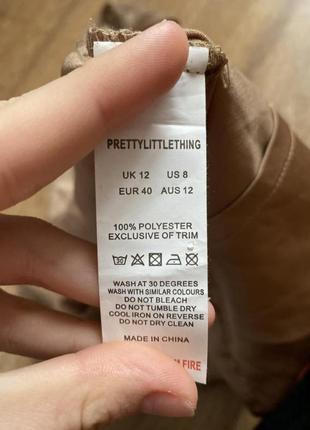 PRETTYLITTLETHING
UK 12 US 8
EUR 40 AUS 12
100% POLYESTER
EXCLUSIVE OF TRIM
WASH AT 30 DEGREES
WASH WITH SIMILAR COLOURS
DO NOT BLEACH
DO NOT TUMBLE DRY
COOL IRON ON REVERSE
DO NOT DRY CLEAN
MADE IN CHINA
FIRE